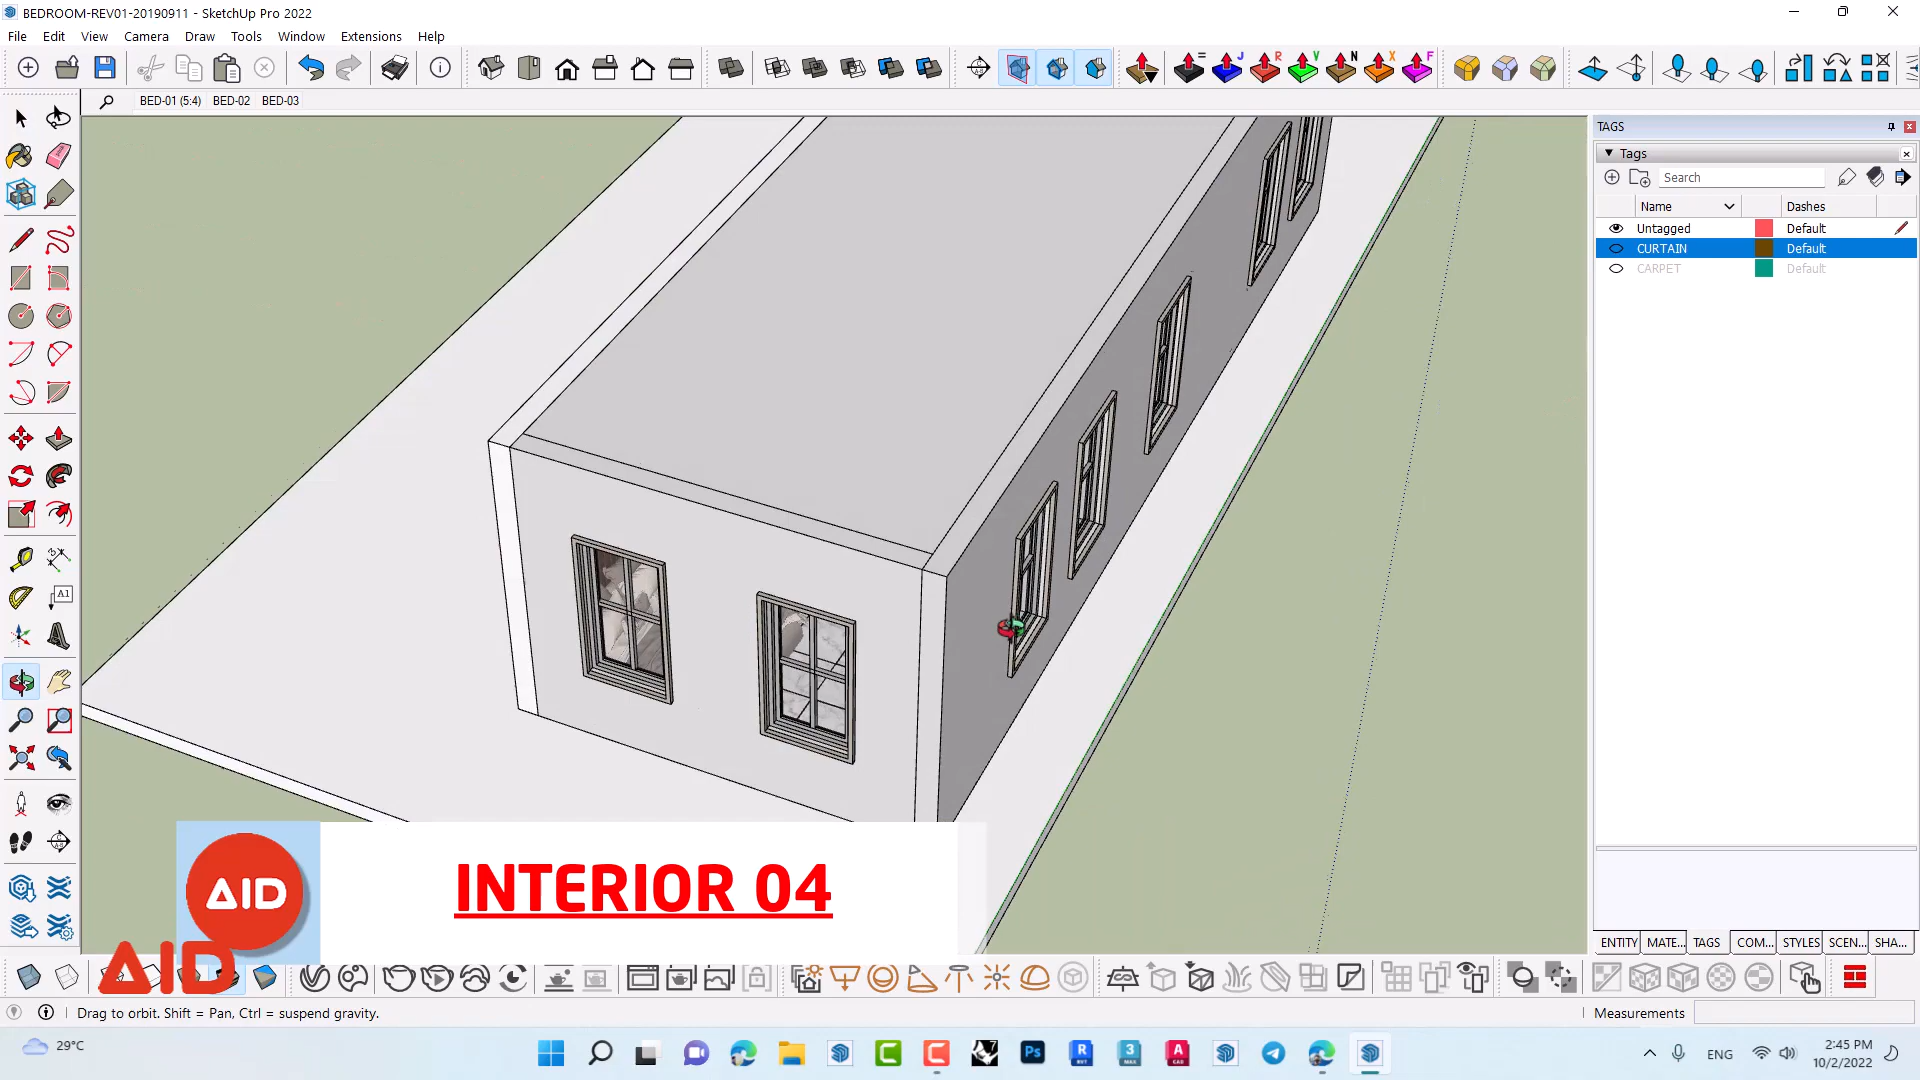 BEDROOM-REV01-20190911 - SketchUp Pro 2022
File Edit View Camera Draw Tools Window Extensions Help
BED-01 (5:4) BED-02 BED-03
TAGS
Tags
Search
Name Dashes
Untagged Default
CURTAIN Default
CARPET Default
A1
AID
INTERIOR 04
AID
ENTITY MATE... TAGS COM... STYLES SCEN... SHA...
Drag to orbit. Shift = Pan, Ctrl = suspend gravity.
Measurements
29°C
ENG
2:45 PM
10/2/2022